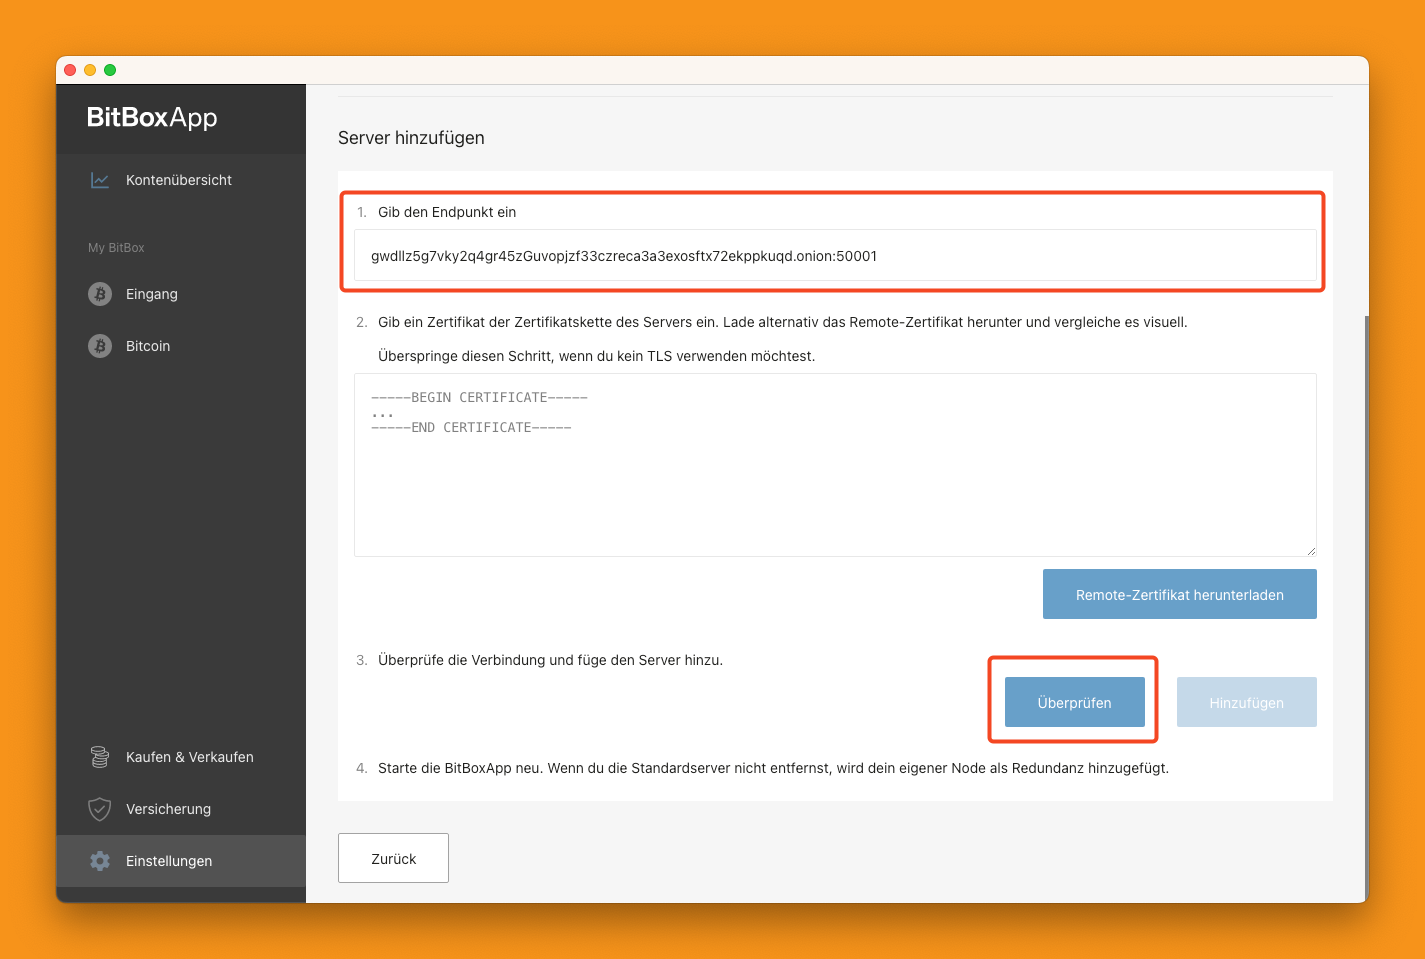 BitBoxApp
Kontenübersicht
My BitBox
Eingang
Bitcoin
Kaufen & Verkaufen
Versicherung
Einstellungen
Server hinzufügen
1. Gib den Endpunkt ein
gwdllz5g7vky2q4gr45zGuvopjzf33czreca3a3exosftx72ekppkuqd.onion:50001
2. Gib ein Zertifikat der Zertifikatskette des Servers ein. Lade alternativ das Remote-Zertifikat herunter und vergleiche es visuell.
Überspringe diesen Schritt, wenn du kein TLS verwenden möchtest.
-----BEGIN CERTIFICATE-----
...
-----END CERTIFICATE-----
Remote-Zertifikat herunterladen
3. Überprüfe die Verbindung und füge den Server hinzu.
Überprüfen
Hinzufügen
4. Starte die BitBoxApp neu. Wenn du die Standardserver nicht entfernst, wird dein eigener Node als Redundanz hinzugefügt.
Zurück